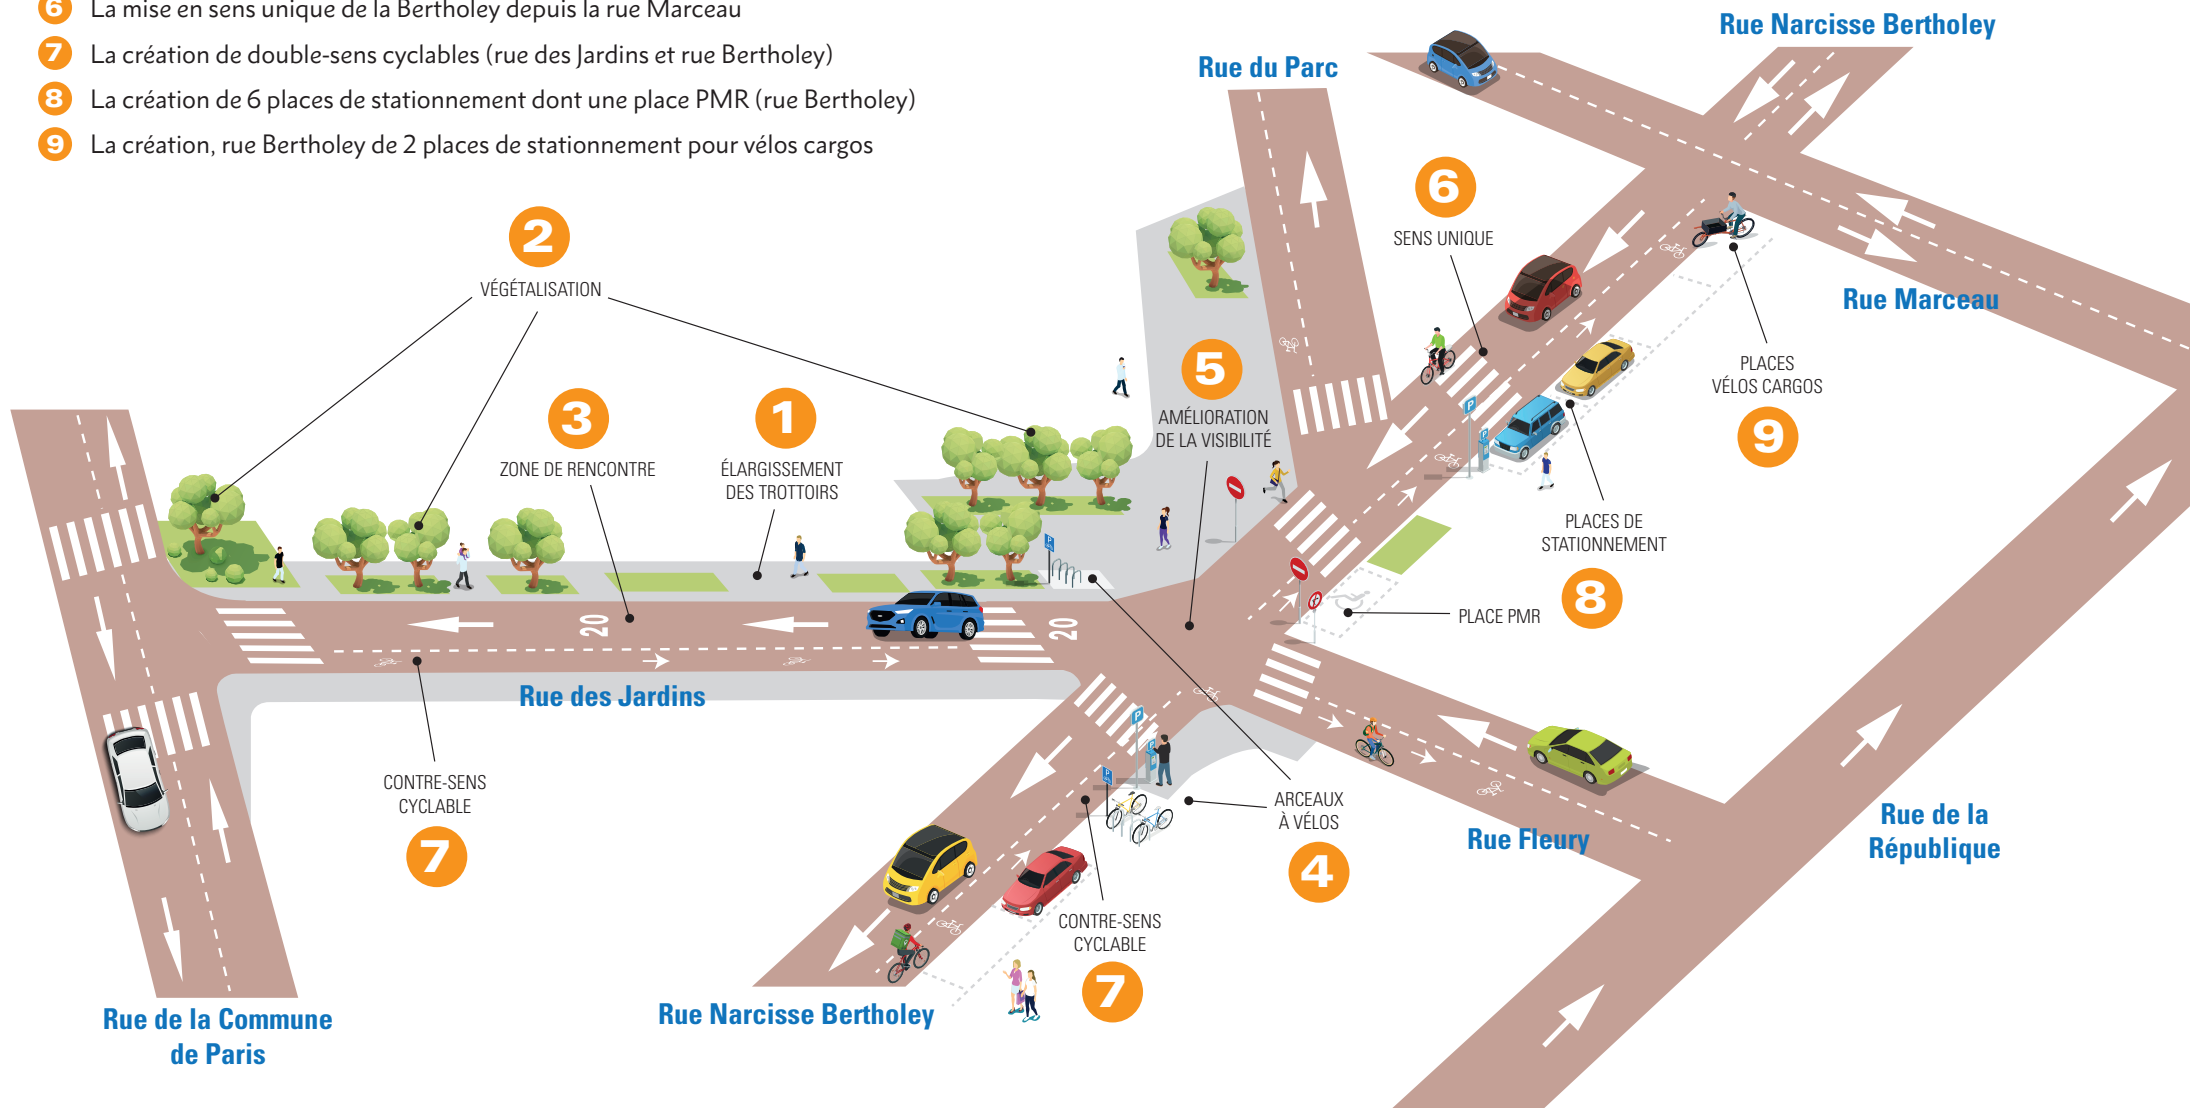 6 La mise en sens unique de la Bertholey depuis la rue Marceau
7 La création de double-sens cyclables (rue des Jardins et rue Bertholey)
8 La création de 6 places de stationnement dont une place PMR (rue Bertholey)
9 La création, rue Bertholey de 2 places de stationnement pour vélos cargos
Rue Narcisse Bertholey
Rue du Parc
6
SENS UNIQUE
2
VÉGÉTALISATION
Rue Marceau
PLACES
VÉLOS CARGOS
9
5
AMÉLIORATION
DE LA VISIBILITÉ
3
ZONE DE RENCONTRE
1
ÉLARGISSEMENT
DES TROTTOIRS
P
P
P
PLACES DE
STATIONNEMENT
8
PLACE PMR
20
20
Rue des Jardins
CONTRE-SENS
CYCLABLE
7
P
P
P
ARCEAUX
À VÉLOS
4
Rue Fleury
Rue de la
République
CONTRE-SENS
CYCLABLE
7
Rue Narcisse Bertholey
Rue de la Commune
de Paris